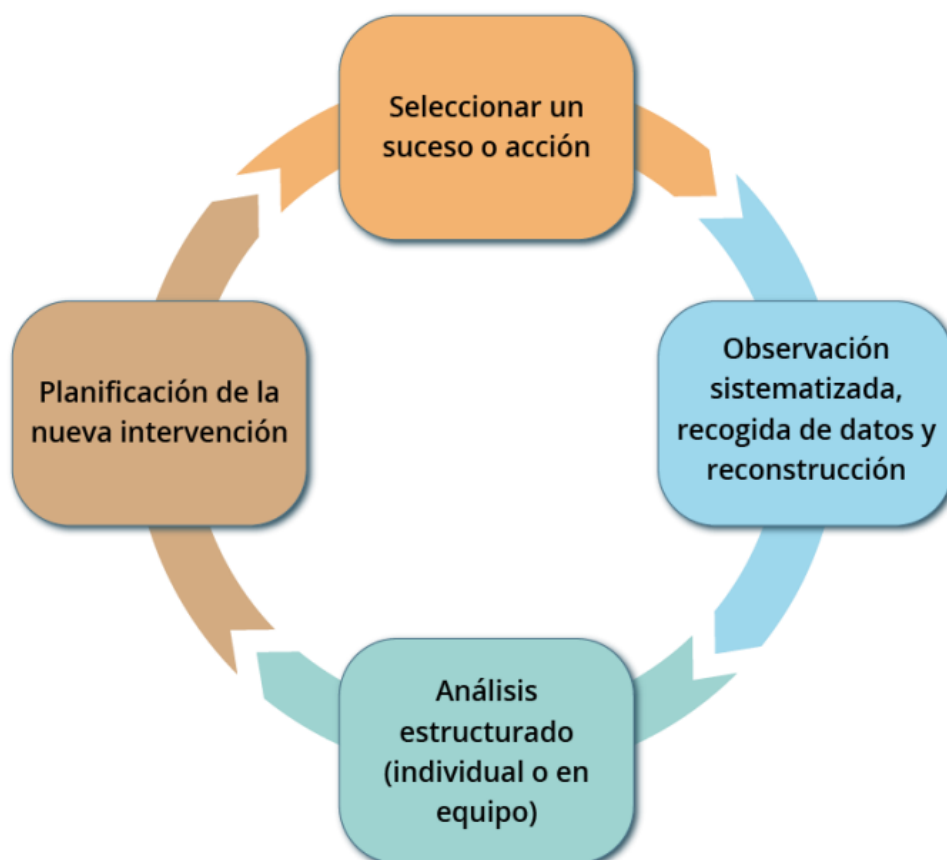 Seleccionar un
suceso o acción
Observación
sistematizada,
recogida de datos y
reconstrucción
Análisis
estructurado
(individual o en
equipo)
Planificación de la
nueva intervención